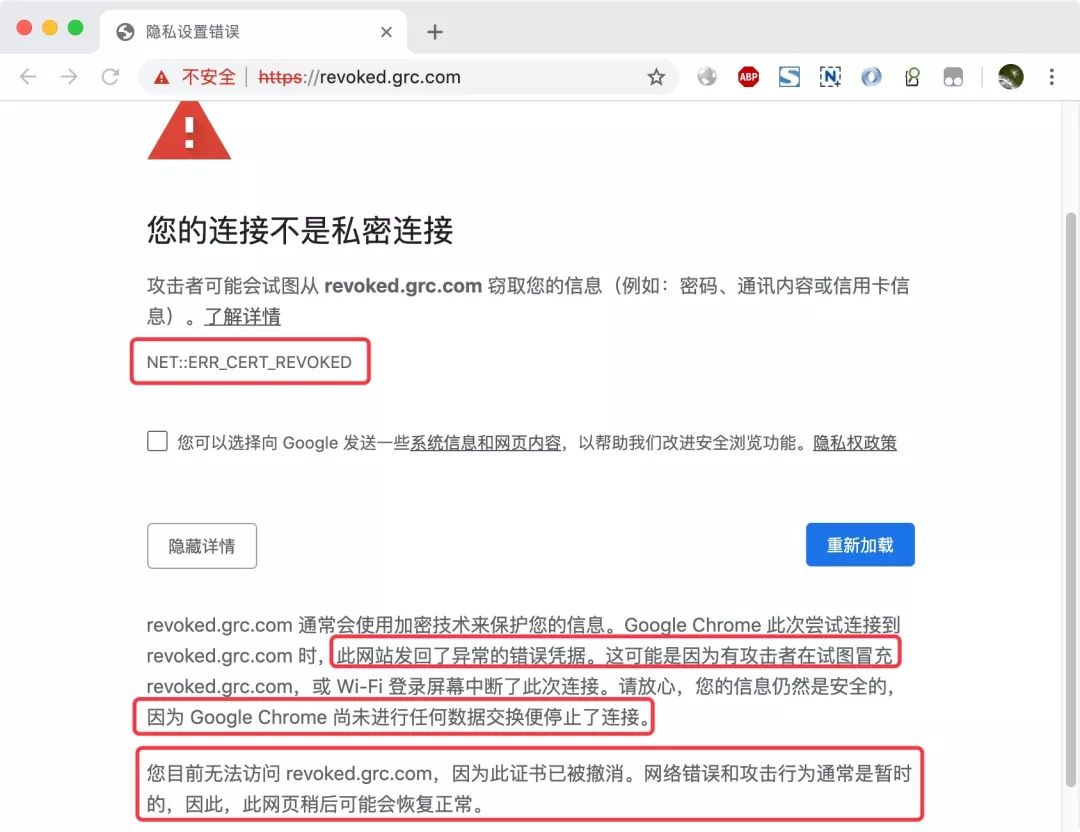 隐私设置错误
不安全 https://revoked.grc.com
ABP
您的连接不是私密连接
攻击者可能会试图从 revoked.grc.com 窃取您的信息（例如：密码、通讯内容或信用卡信
息）。了解详情
NET::ERR_CERT_REVOKED
您可以选择向 Google 发送一些系统信息和网页内容，以帮助我们改进安全浏览功能。隐私权政策
隐藏详情
重新加载
revoked.grc.com 通常会使用加密技术来保护您的信息。Google Chrome 此次尝试连接到
revoked.grc.com 时，此网站发回了异常的错误凭据。这可能是因为有攻击者在试图冒充
revoked.grc.com，或 Wi-Fi 登录屏幕中断了此次连接。请放心，您的信息仍然是安全的，
因为 Google Chrome 尚未进行任何数据交换便停止了连接。
您目前无法访问 revoked.grc.com，因为此证书已被撤消。网络错误和攻击行为通常是暂时
的，因此，此网页稍后可能会恢复正常。